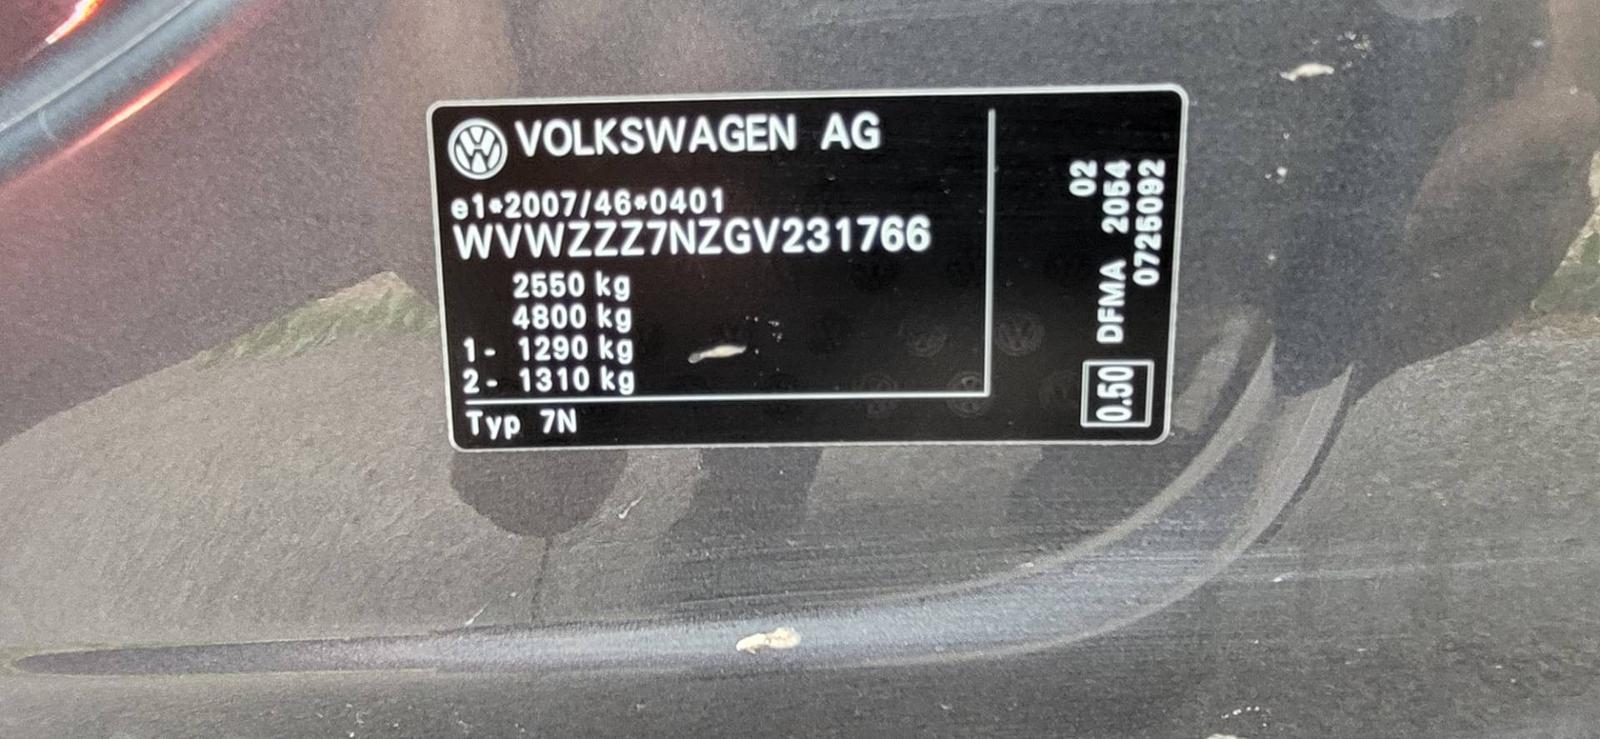 VOLKSWAGEN AG
e1*2007/46*0401
WVWZZZ7NZGV231766
2550 kg
4800 kg
1- 1290 kg
2- 1310 kg
Typ 7N
02
DFMA 2054
0725092
0.50